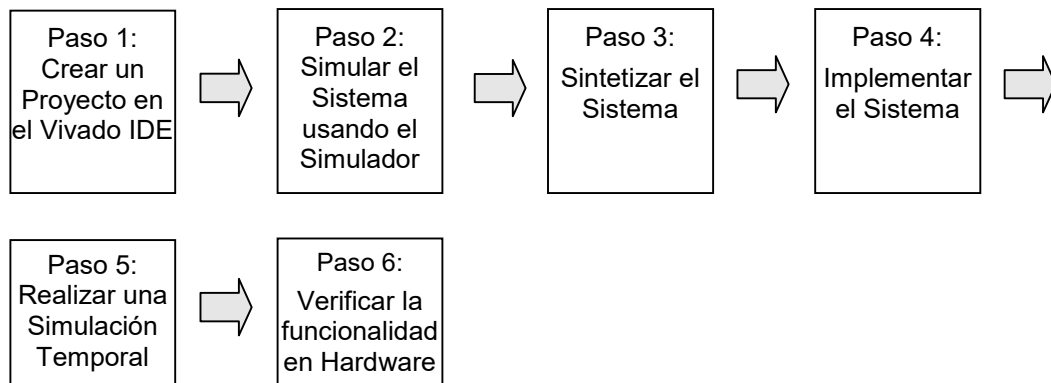 Paso 1:
Crear un
Proyecto en
el Vivado IDE
Paso 2:
Simular el
Sistema
usando el
Simulador
Paso 3:
Sintetizar el
Sistema
Paso 4:
Implementar
el Sistema
Paso 5:
Realizar una
Simulación
Temporal
Paso 6:
Verificar la
funcionalidad
en Hardware